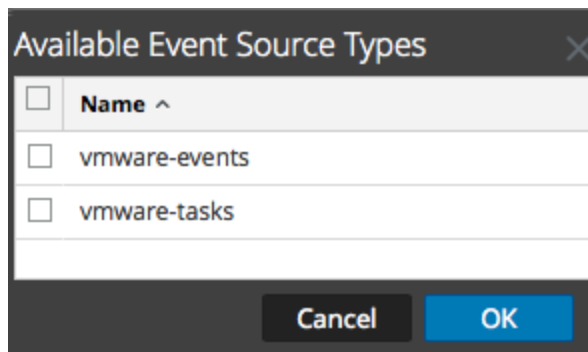 Available Event Source Types
Name
vmware-events
vmware-tasks
Cancel OK